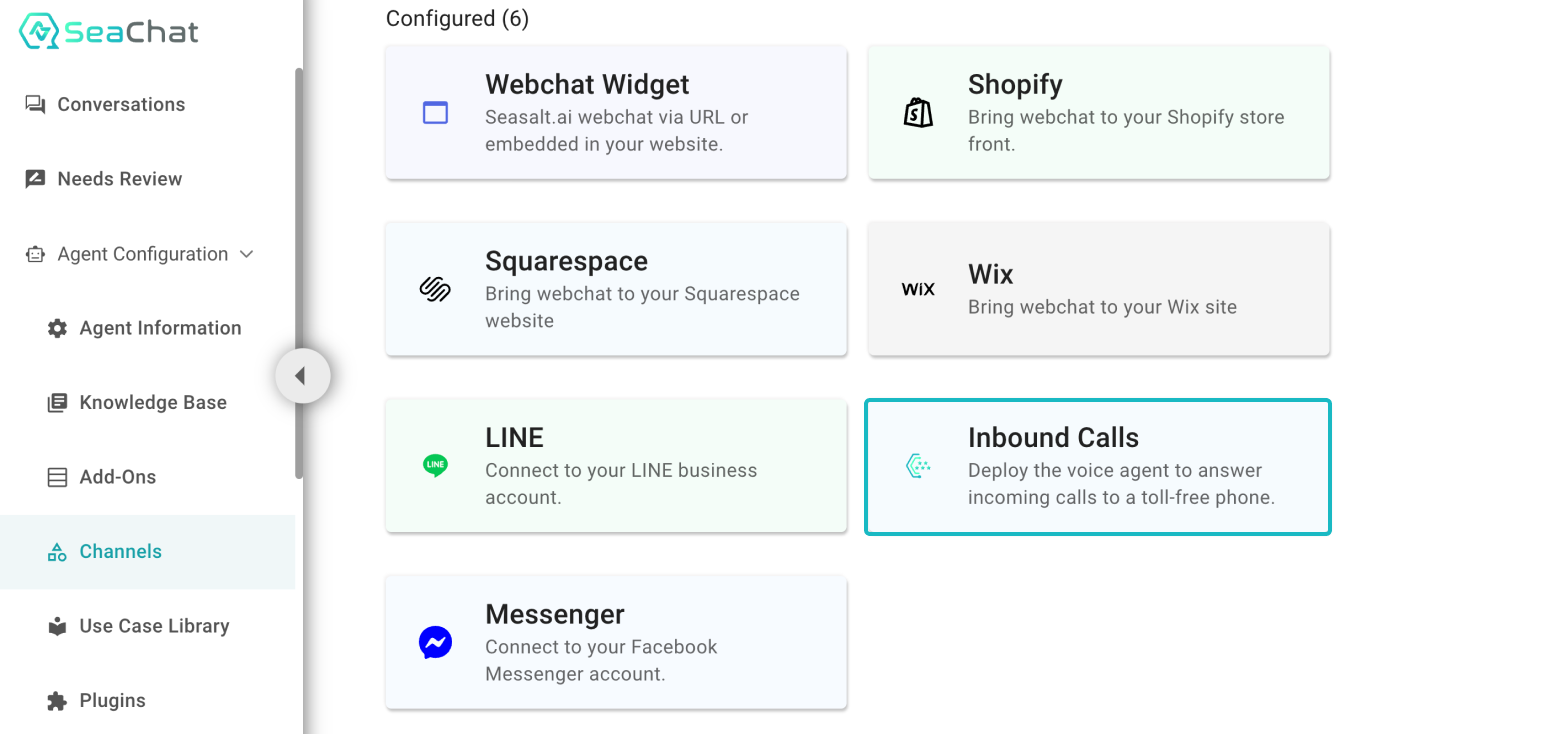 SeaChat
Conversations
Needs Review
Agent Configuration
Agent Information
Knowledge Base
Add-Ons
Channels
Use Case Library
Plugins
Configured (6)
Webchat Widget
Seasalt.ai webchat via URL or
embedded in your website.
Shopify
Bring webchat to your Shopify store
front.
Squarespace
Bring webchat to your Squarespace
website
WiX
Wix
Bring webchat to your Wix site
LINE
LINE
Connect to your LINE business
account.
Inbound Calls
Deploy the voice agent to answer
incoming calls to a toll-free phone.
Messenger
Connect to your Facebook
Messenger account.